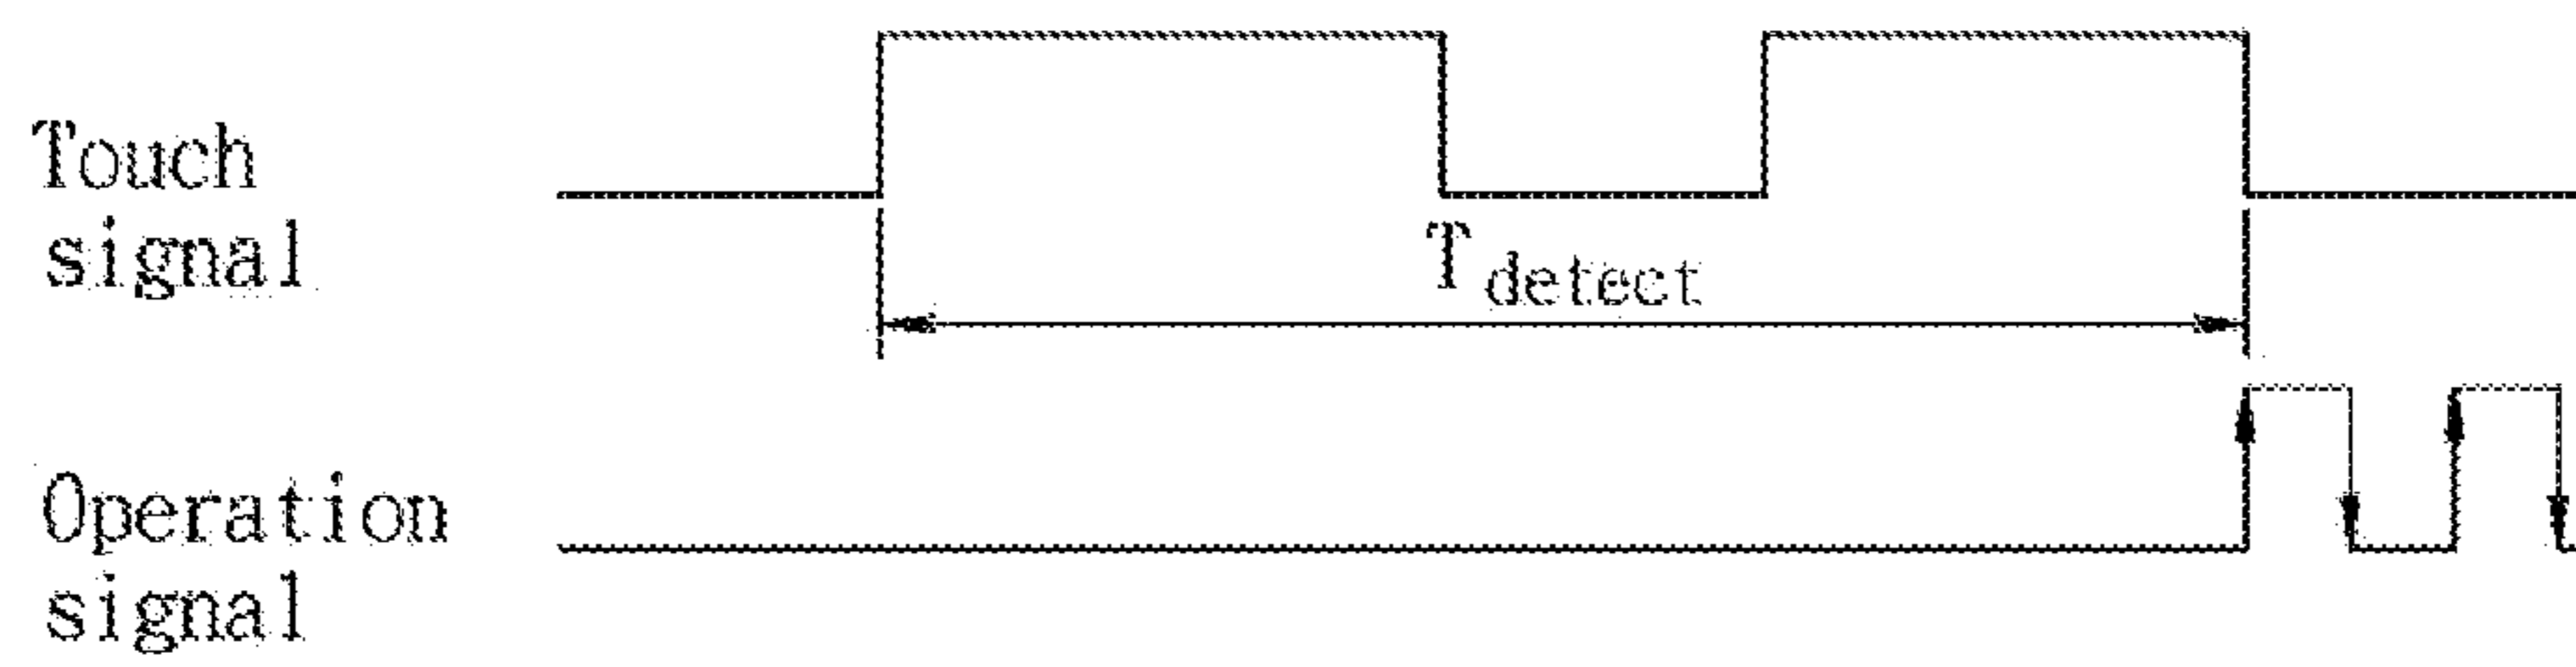 Touch
signal
T detect
Operation
signal